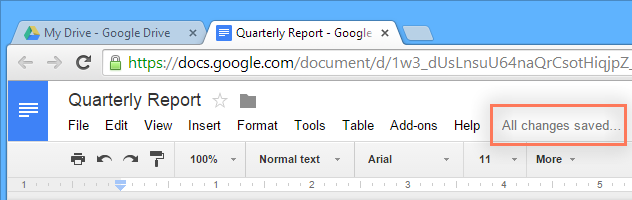 My Drive - Google Drive
Quarterly Report - Google
https://docs.google.com/document/d/1w3_dUsLnsuU64naQrCsotHiqjpZ_
Quarterly Report
File Edit View Insert Format Tools Table Add-ons Help All changes saved...
100% Normal text Arial 11 More
1 1 2 3 4 5